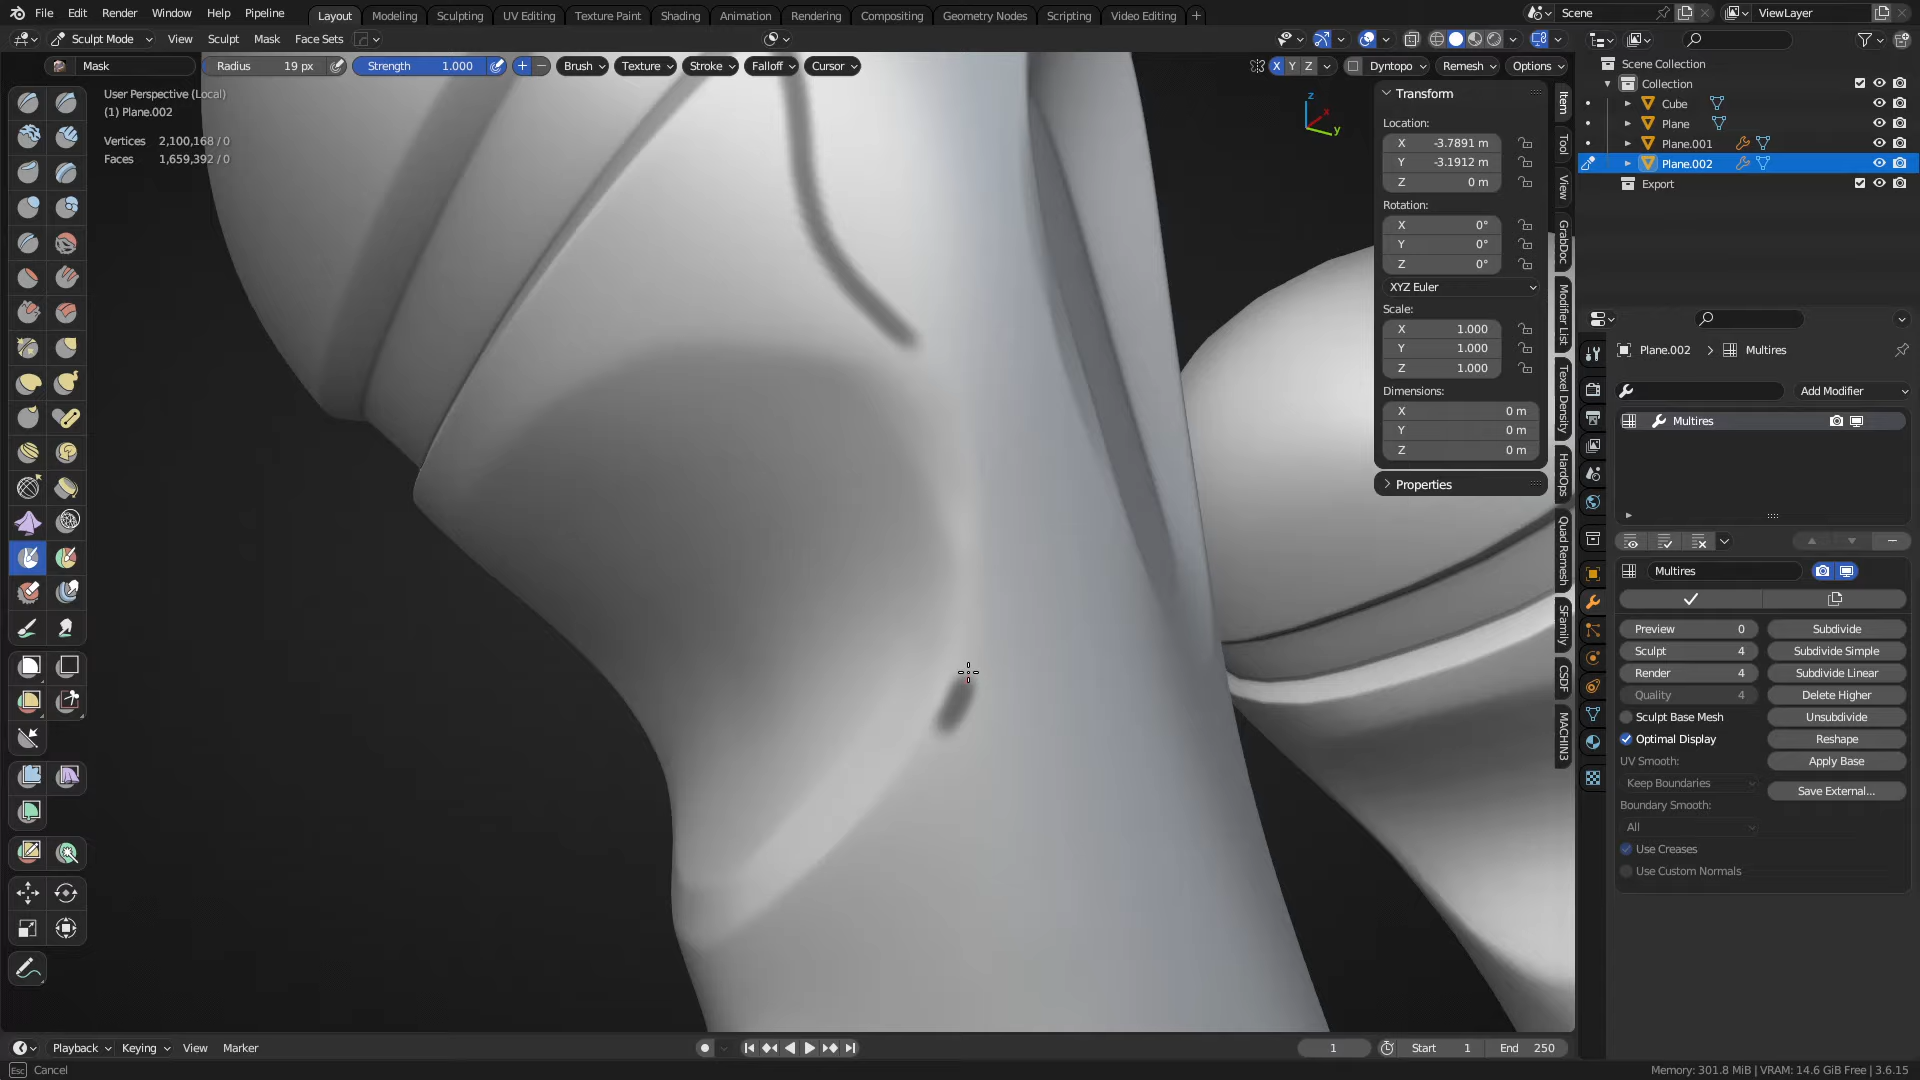 File Edit Render Window Help Pipeline Layout Modeling Sculpting UV Editing Texture Paint Shading Animation Rendering Compositing Geometry Nodes Scripting Video Editing + Scene ViewLayer
Sculpt Mode View Sculpt Mask Face Sets
Mask Radius 19 px Strength 1.000 Brush Texture Stroke Falloff Cursor X Y Z Dyntopo Remesh Options
User Perspective (Local)
(1) Plane.002
Vertices 2,100,168 / 0
Faces 1,659,392 / 0
Z
X
Y
Transform
Location:
X -3.7891 m
Y -3.1912 m
Z 0 m
Rotation:
X 0°
Y 0°
Z 0°
XYZ Euler
Scale:
X 1.000
Y 1.000
Z 1.000
Dimensions:
X 0 m
Y 0 m
Z 0 m
Properties
Item
Tool
View
GrabDoc
Modifier List
Texel Density
HardOps
Quad Remesh
SFamily
CSDF
MACHIN3
Scene Collection
Collection
Cube
Plane
Plane.001
Plane.002
Export
Plane.002 > Multires
Add Modifier
Multires
Multires
Preview 0 Subdivide
Sculpt 4 Subdivide Simple
Render 4 Subdivide Linear
Quality 4 Delete Higher
Sculpt Base Mesh Unsubdivide
Optimal Display Reshape
UV Smooth: Apply Base
Keep Boundaries Save External...
Boundary Smooth:
All
Use Creases
Use Custom Normals
Playback Keying View Marker 1 Start 1 End 250
Esc Cancel Memory: 301.8 MiB | VRAM: 14.6 GiB Free | 3.6.15